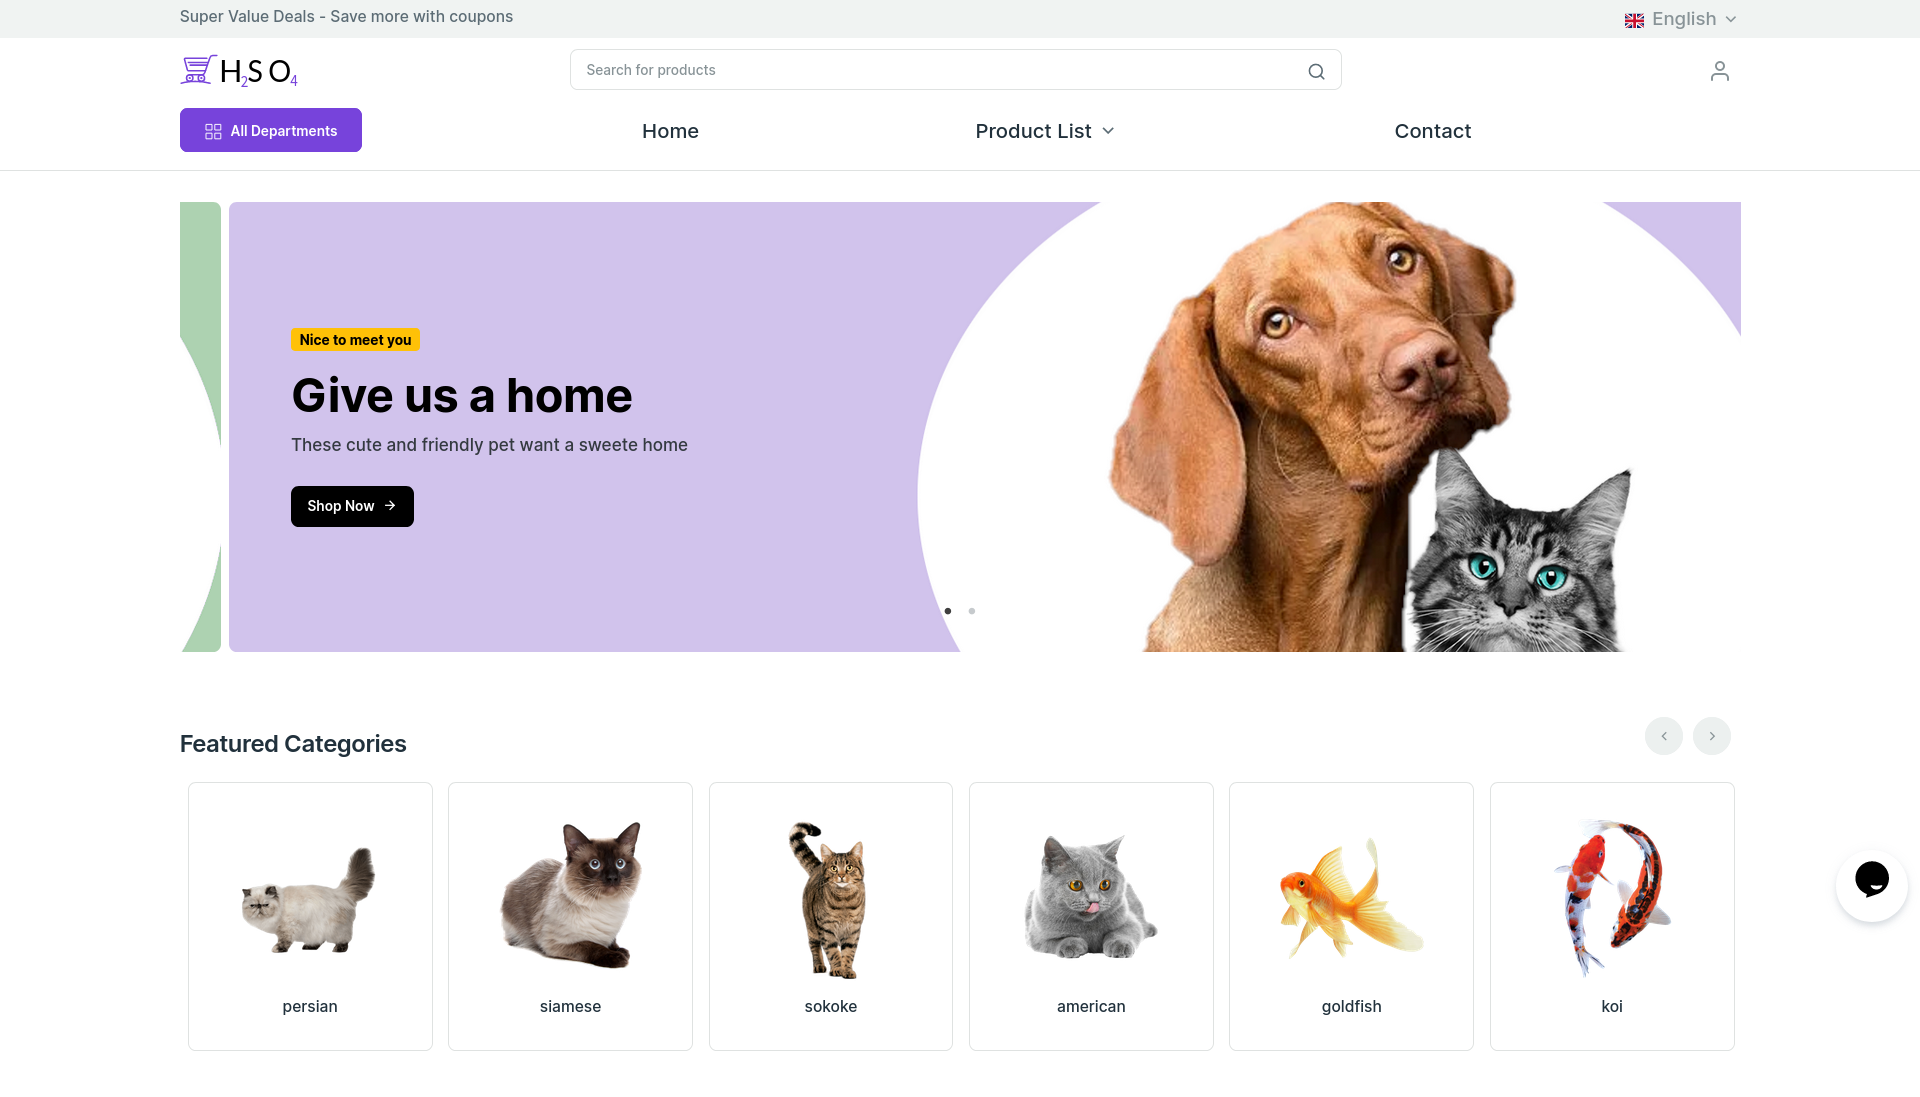 Super Value Deals - Save more with coupons
English
H2SO4
Search for products
All Departments
Home
Product List
Contact
Nice to meet you
Give us a home
These cute and friendly pet want a sweete home
Shop Now
Featured Categories
persian
siamese
sokoke
american
goldfish
koi